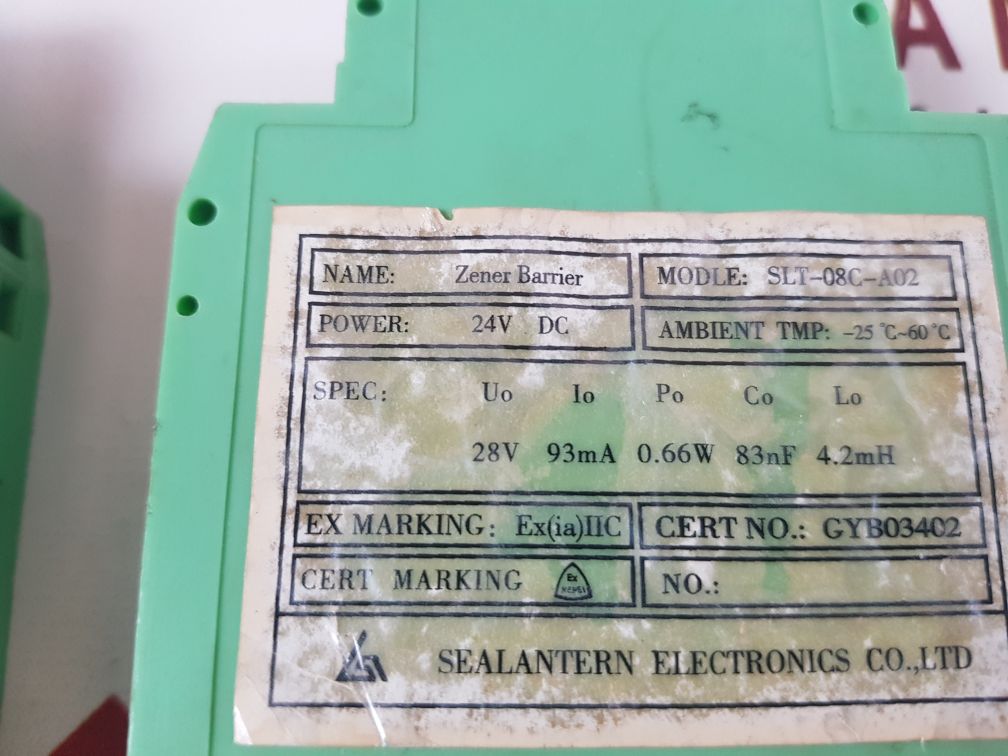 NAME: Zener Barrier
MODLE: SLT-08C-A02
POWER: 24V DC
AMBIENT TMP: -25℃~60℃
SPEC: Uo Io Po Co Lo
28V 93mA 0.66W 83nF 4.2mH
EX MARKING: Ex(ia)IIC
CERT NO.: GYB03402
CERT MARKING Ex NEPSI
NO.:
SEALANTERN ELECTRONICS CO.,LTD